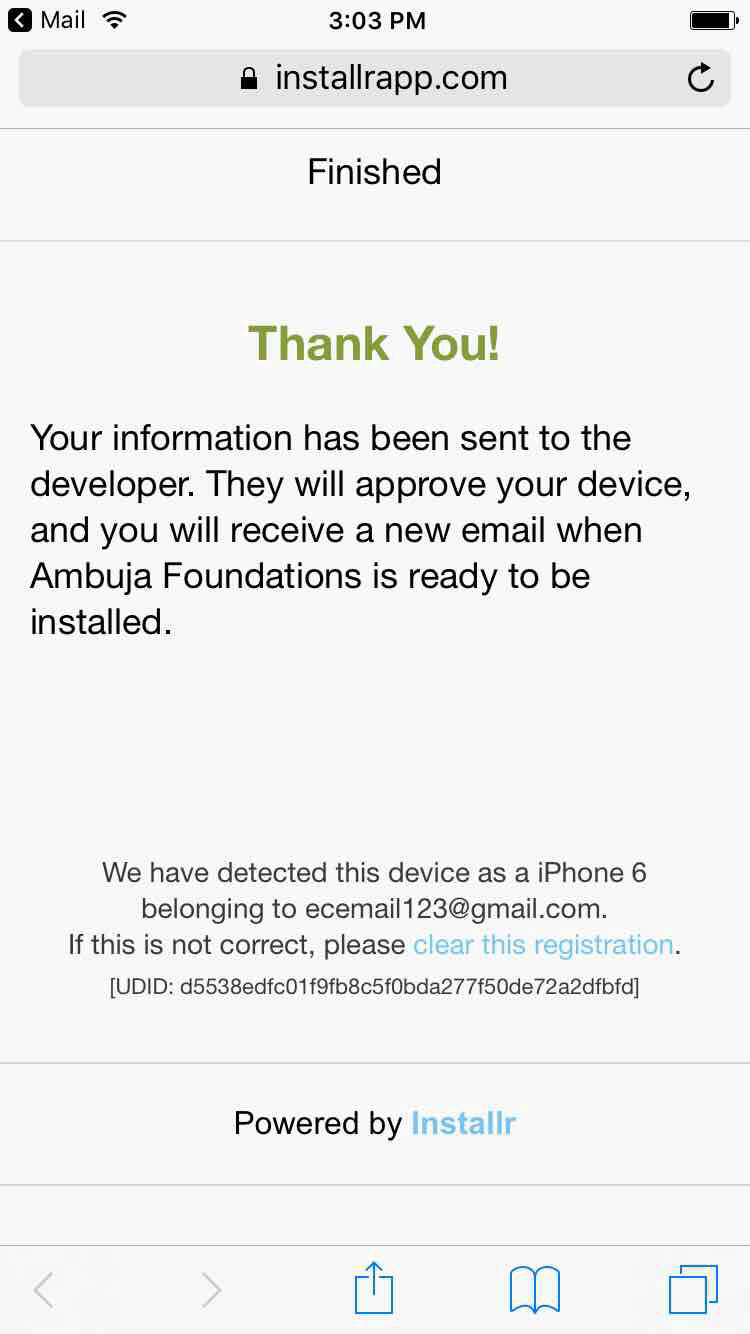 Mail 3:03 PM
installrapp.com
Finished
Thank You!
Your information has been sent to the
developer. They will approve your device,
and you will receive a new email when
Ambuja Foundations is ready to be
installed.
We have detected this device as a iPhone 6
belonging to ecemail123@gmail.com.
If this is not correct, please clear this registration.
[UDID: d5538edfc01f9fb8c5f0bda277f50de72a2dfbfd]
Powered by Installr